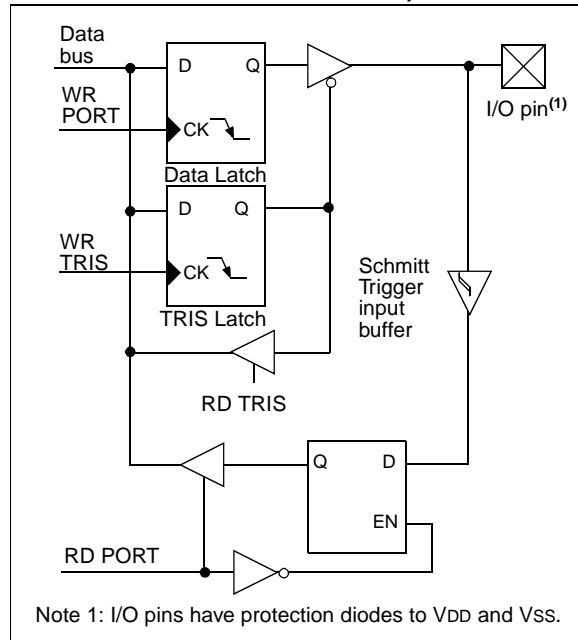 Data
bus
D
Q
WR
PORT
CK
I/O pin(1)
Data Latch
D
Q
WR
TRIS
CK
Schmitt
Trigger
input
buffer
TRIS Latch
RD TRIS
Q
D
EN
RD PORT
Note 1: I/O pins have protection diodes to VDD and VSS.